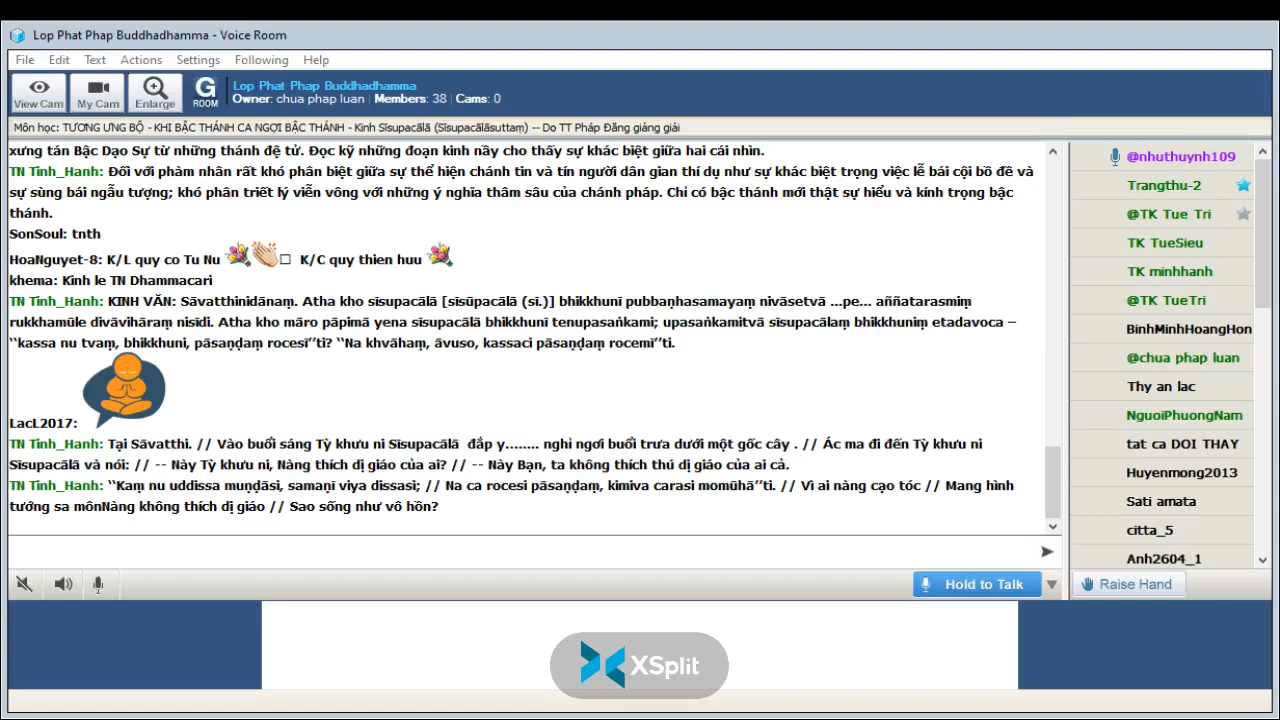 Lop Phat Phap Buddhadhamma - Voice Room
File Edit Text Actions Settings Following Help
View Cam My Cam Enlarge G ROOM
Lop Phat Phap Buddhadhamma
Owner: chua phap luan | Members: 38 | Cams: 0
Môn học: TƯƠNG ƯNG BỘ - KHI BẬC THÁNH CA NGỢI BẬC THÁNH - Kinh Sīsupacālā (Sīsupacālāsuttaṃ) -- Do TT Pháp Đăng giảng giải
xưng tán Bậc Đạo Sự từ những thánh đệ tử. Đọc kỹ những đoạn kinh nầy cho thấy sự khác biệt giữa hai cái nhìn.
TN Tinh_Hanh: Đối với phàm nhân rất khó phân biệt giữa sự thể hiện chánh tin và tín người dân gian thí dụ như sự khác biệt trọng việc lễ bái cội bồ đề và
sự sùng bái ngẫu tượng; khó phân triết lý viễn vông với những ý nghĩa thâm sâu của chánh pháp. Chi có bậc thánh mới thật sự hiểu và kính trọng bậc
thánh.
SonSoul: tnth
HoaNguyet-8: K/L quy co Tu Nu K/C quy thien huu
khema: Kinh le TN Dhammacari
TN Tinh_Hanh: KINH VĂN: Sāvatthinidānaṃ. Atha kho sīsupacālā [sīsūpacālā (sī.)] bhikkhunī pubbaṇhasamayaṃ nivāsetvā ...pe... aññatarasmiṃ
rukkhamūle divāvihāraṃ nisīdi. Atha kho māro pāpimā yena sīsupacālā bhikkhunī tenupasaṅkami; upasaṅkamitvā sīsupacālaṃ bhikkhuniṃ etadavoca –
‘‘kassa nu tvaṃ, bhikkhuni, pāsaṇḍaṃ rocesī’’ti? ‘‘Na khvāhaṃ, āvuso, kassaci pāsaṇḍaṃ rocemī’’ti.
LacL2017:
TN Tinh_Hanh: Tại Sāvatthi. // Vào buổi sáng Tỳ khưu ni Sīsupacālā đắp y........ nghỉ ngơi buổi trưa dưới một gốc cây . // Ác ma đi đến Tỳ khưu ni
Sīsupacālā và nói: // -- Này Tỳ khưu ni, Nàng thích dị giáo của ai? // -- Này Bạn, ta không thích thú dị giáo của ai cả.
TN Tinh_Hanh: ‘‘Kaṃ nu uddissa muṇḍāsi, samaṇī viya dissasi; // Na ca rocesi pāsaṇḍaṃ, kimiva carasi momūhā’’ti. // Vì ai nàng cạo tóc // Mang hình
tướng sa mônNàng không thích dị giáo // Sao sống như vô hồn?
@nhuthuynh109
Trangthu-2
@TK Tue Tri
TK TueSieu
TK minhhanh
@TK TueTri
BinhMinhHoangHon
@chua phap luan
Thy an lac
NguoiPhuongNam
tat ca DOI THAY
Huyenmong2013
Sati amata
citta_5
Anh2604_1
Hold to Talk
Raise Hand
XSplit